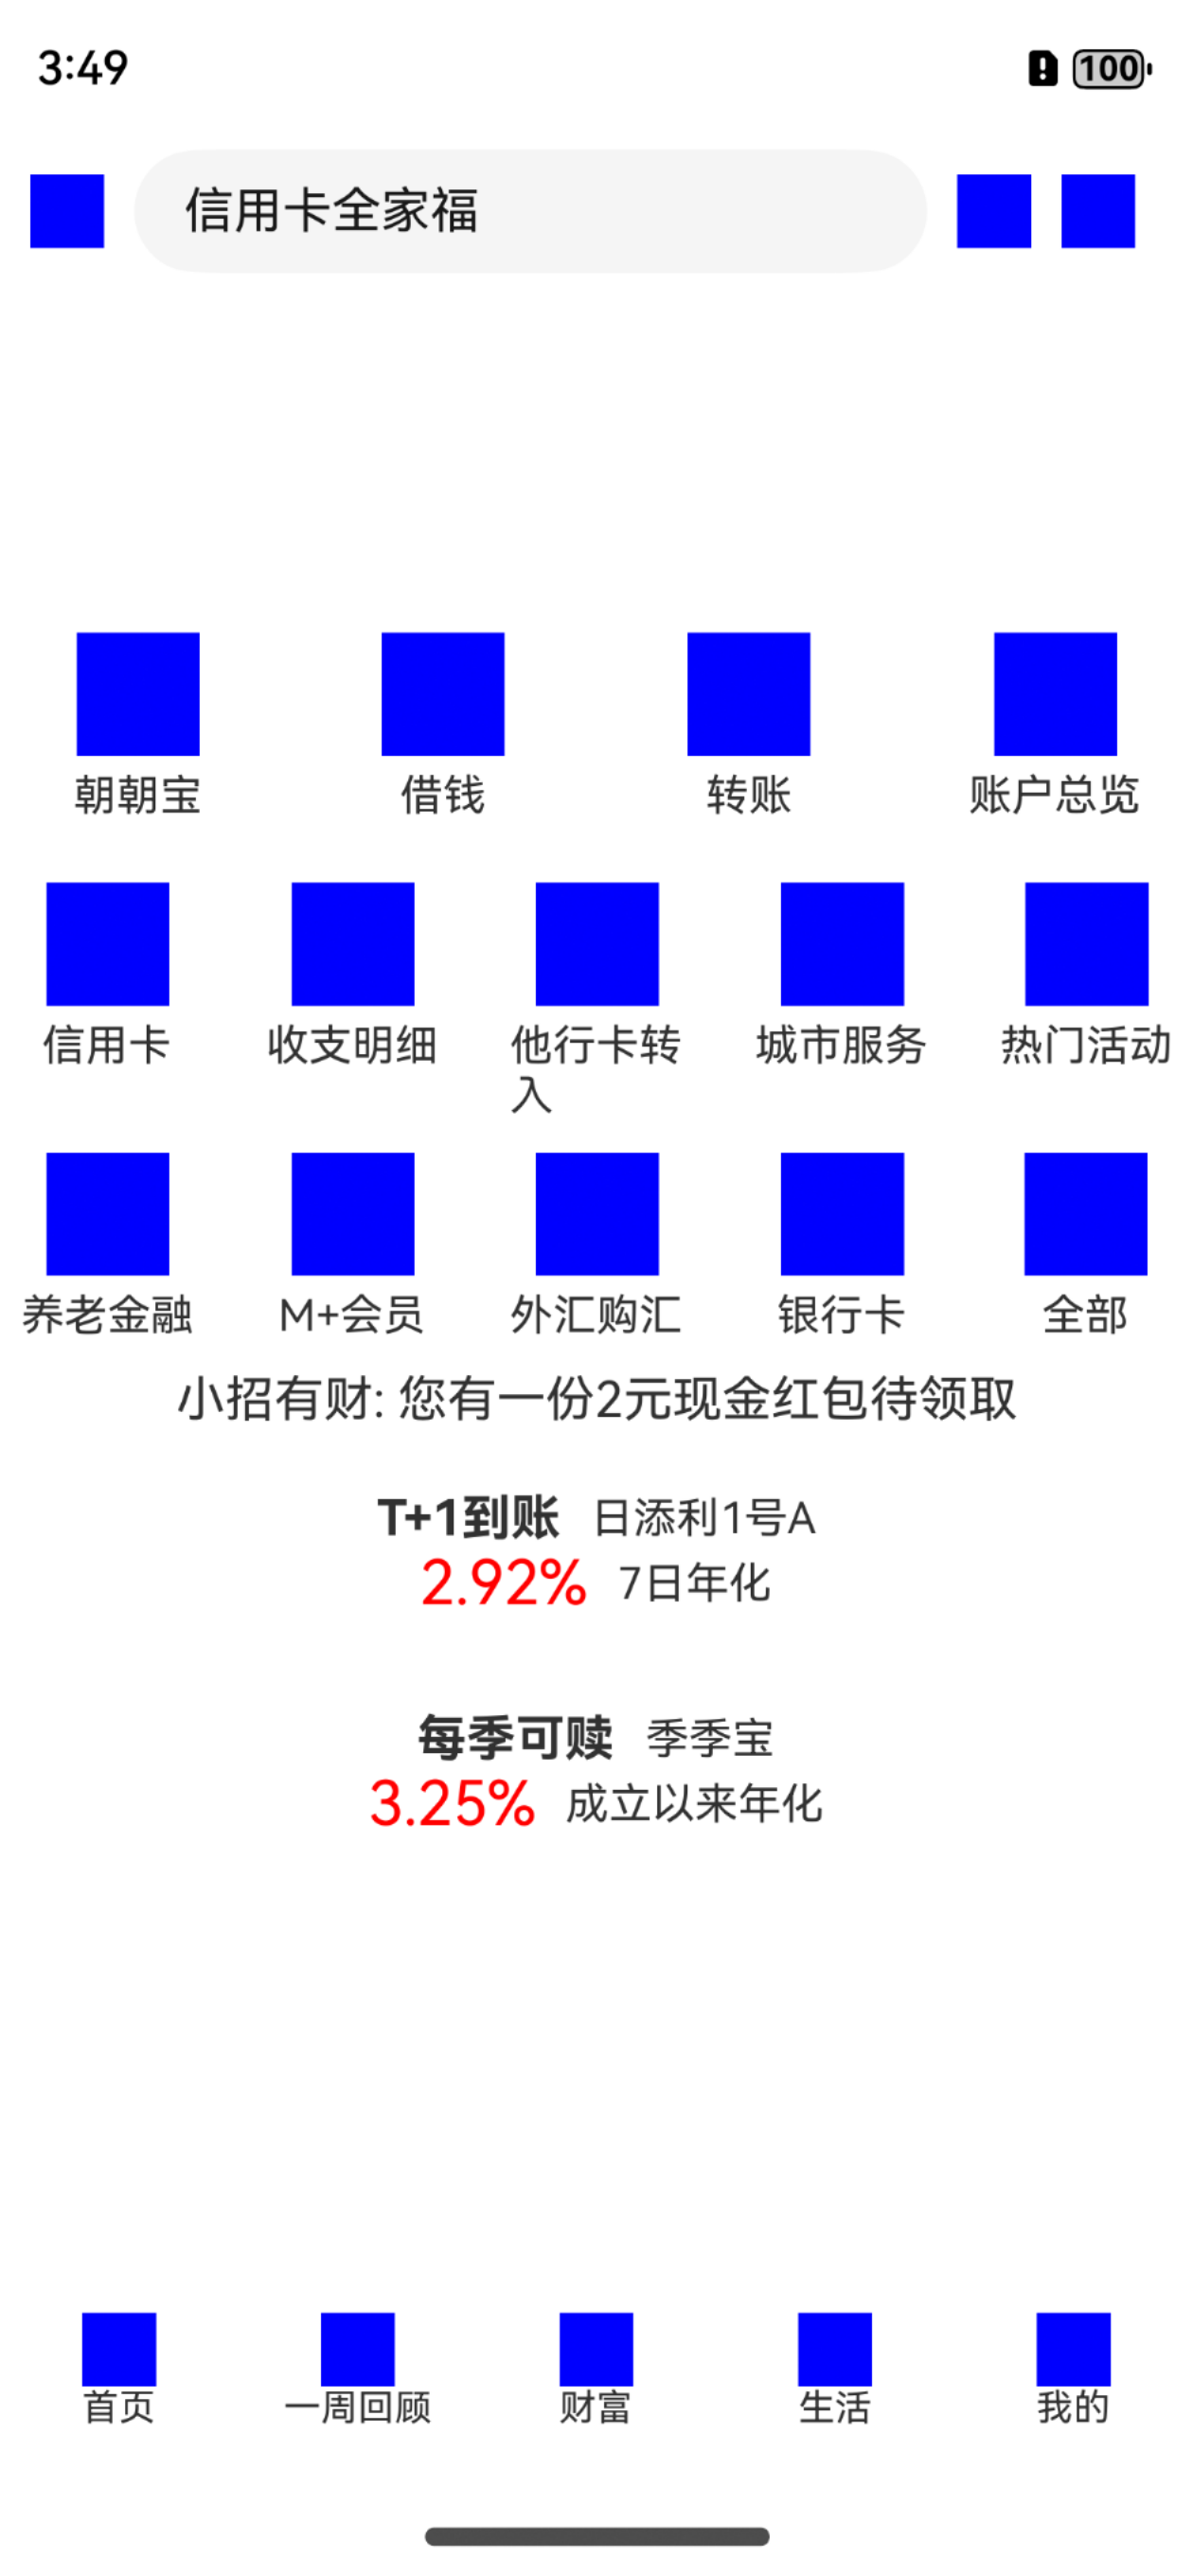 3:49
100
信用卡全家福
朝朝宝 借钱 转账 账户总览
信用卡 收支明细 他行卡转入 城市服务 热门活动
养老金融 M+会员 外汇购汇 银行卡 全部
小招有财: 您有一份2元现金红包待领取
T+1到账 日添利1号A
2.92% 7日年化
每季可赎 季季宝
3.25% 成立以来年化
首页 一周回顾 财富 生活 我的